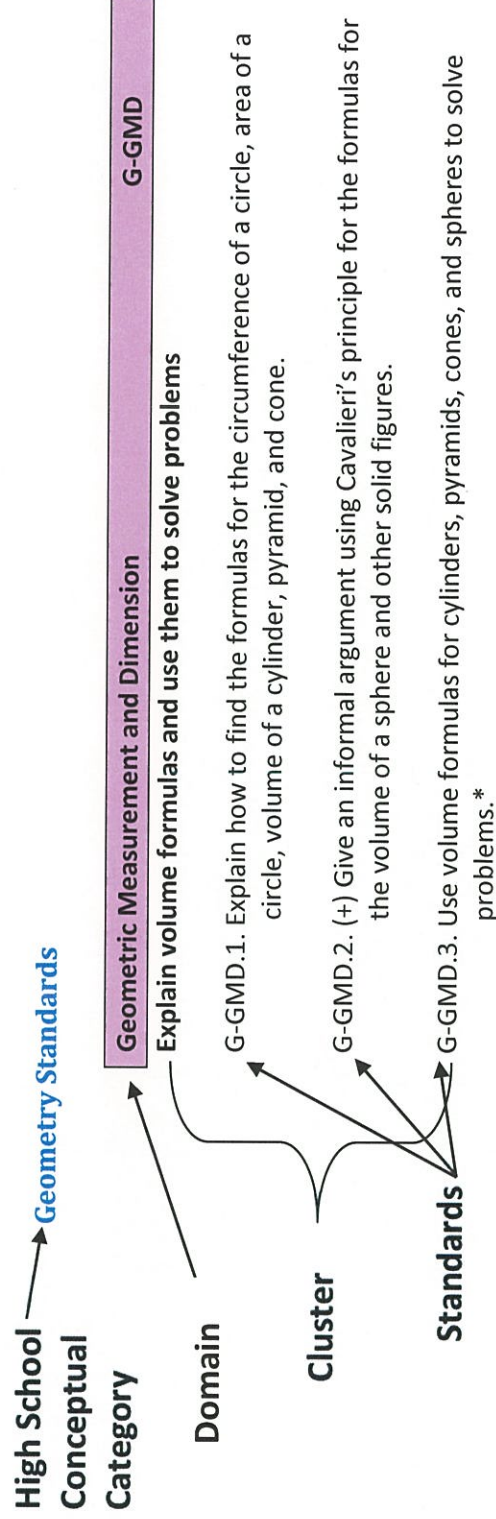 High School
Conceptual
Category
Geometry Standards
Domain
Geometric Measurement and Dimension G-GMD
Cluster
Explain volume formulas and use them to solve problems
Standards
G-GMD.1. Explain how to find the formulas for the circumference of a circle, area of a
circle, volume of a cylinder, pyramid, and cone.
G-GMD.2. (+) Give an informal argument using Cavalieri's principle for the formulas for
the volume of a sphere and other solid figures.
G-GMD.3. Use volume formulas for cylinders, pyramids, cones, and spheres to solve
problems.*